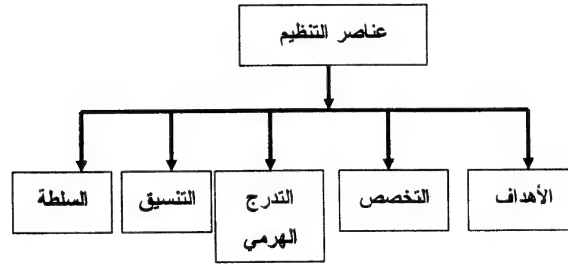 عناصر التنظيم
الأهداف
التخصص
التدرج
الهرمي
التنسيق
السلطة